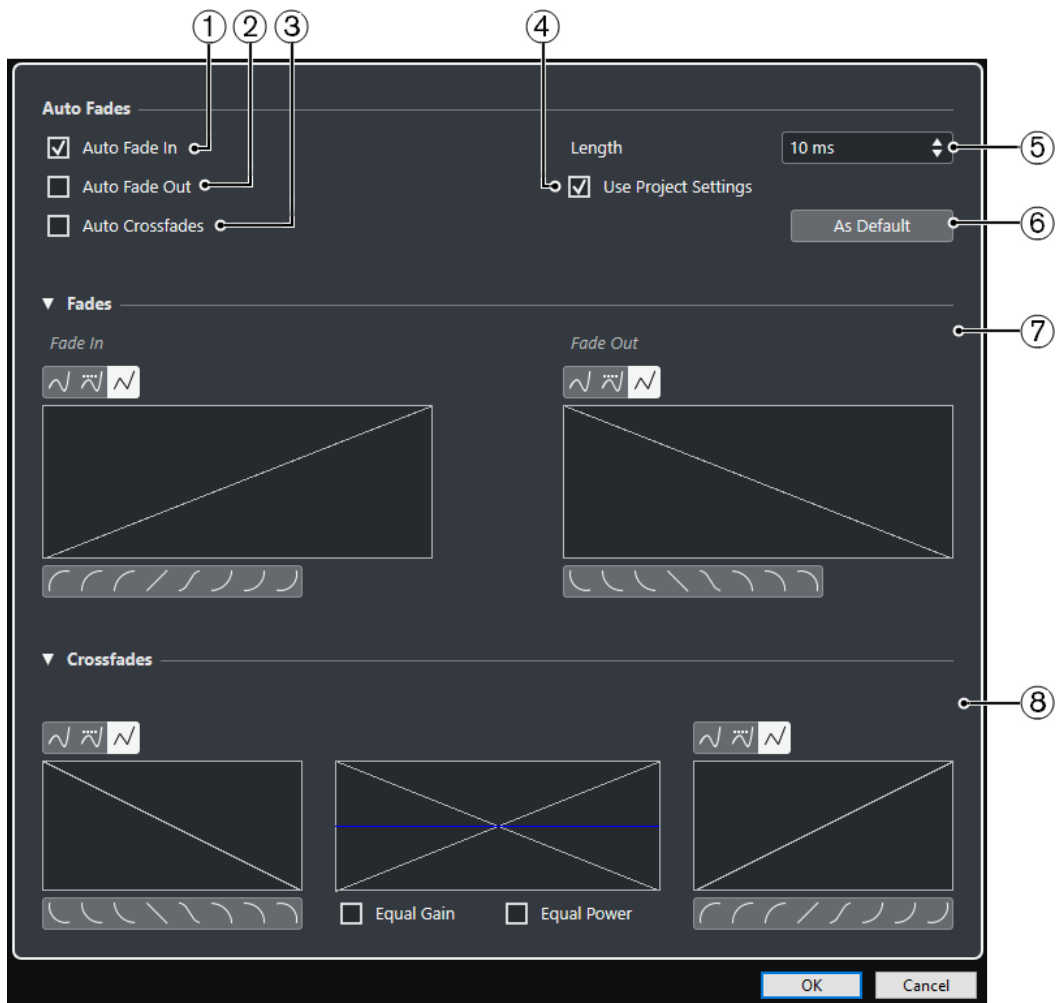 ① ② ③ ④
Auto Fades
Auto Fade In
Length
10 ms
⑤
Auto Fade Out
Use Project Settings
Auto Crossfades
As Default
⑥
Fades
⑦
Fade In
Fade Out
Crossfades
⑧
Equal Gain
Equal Power
OK
Cancel